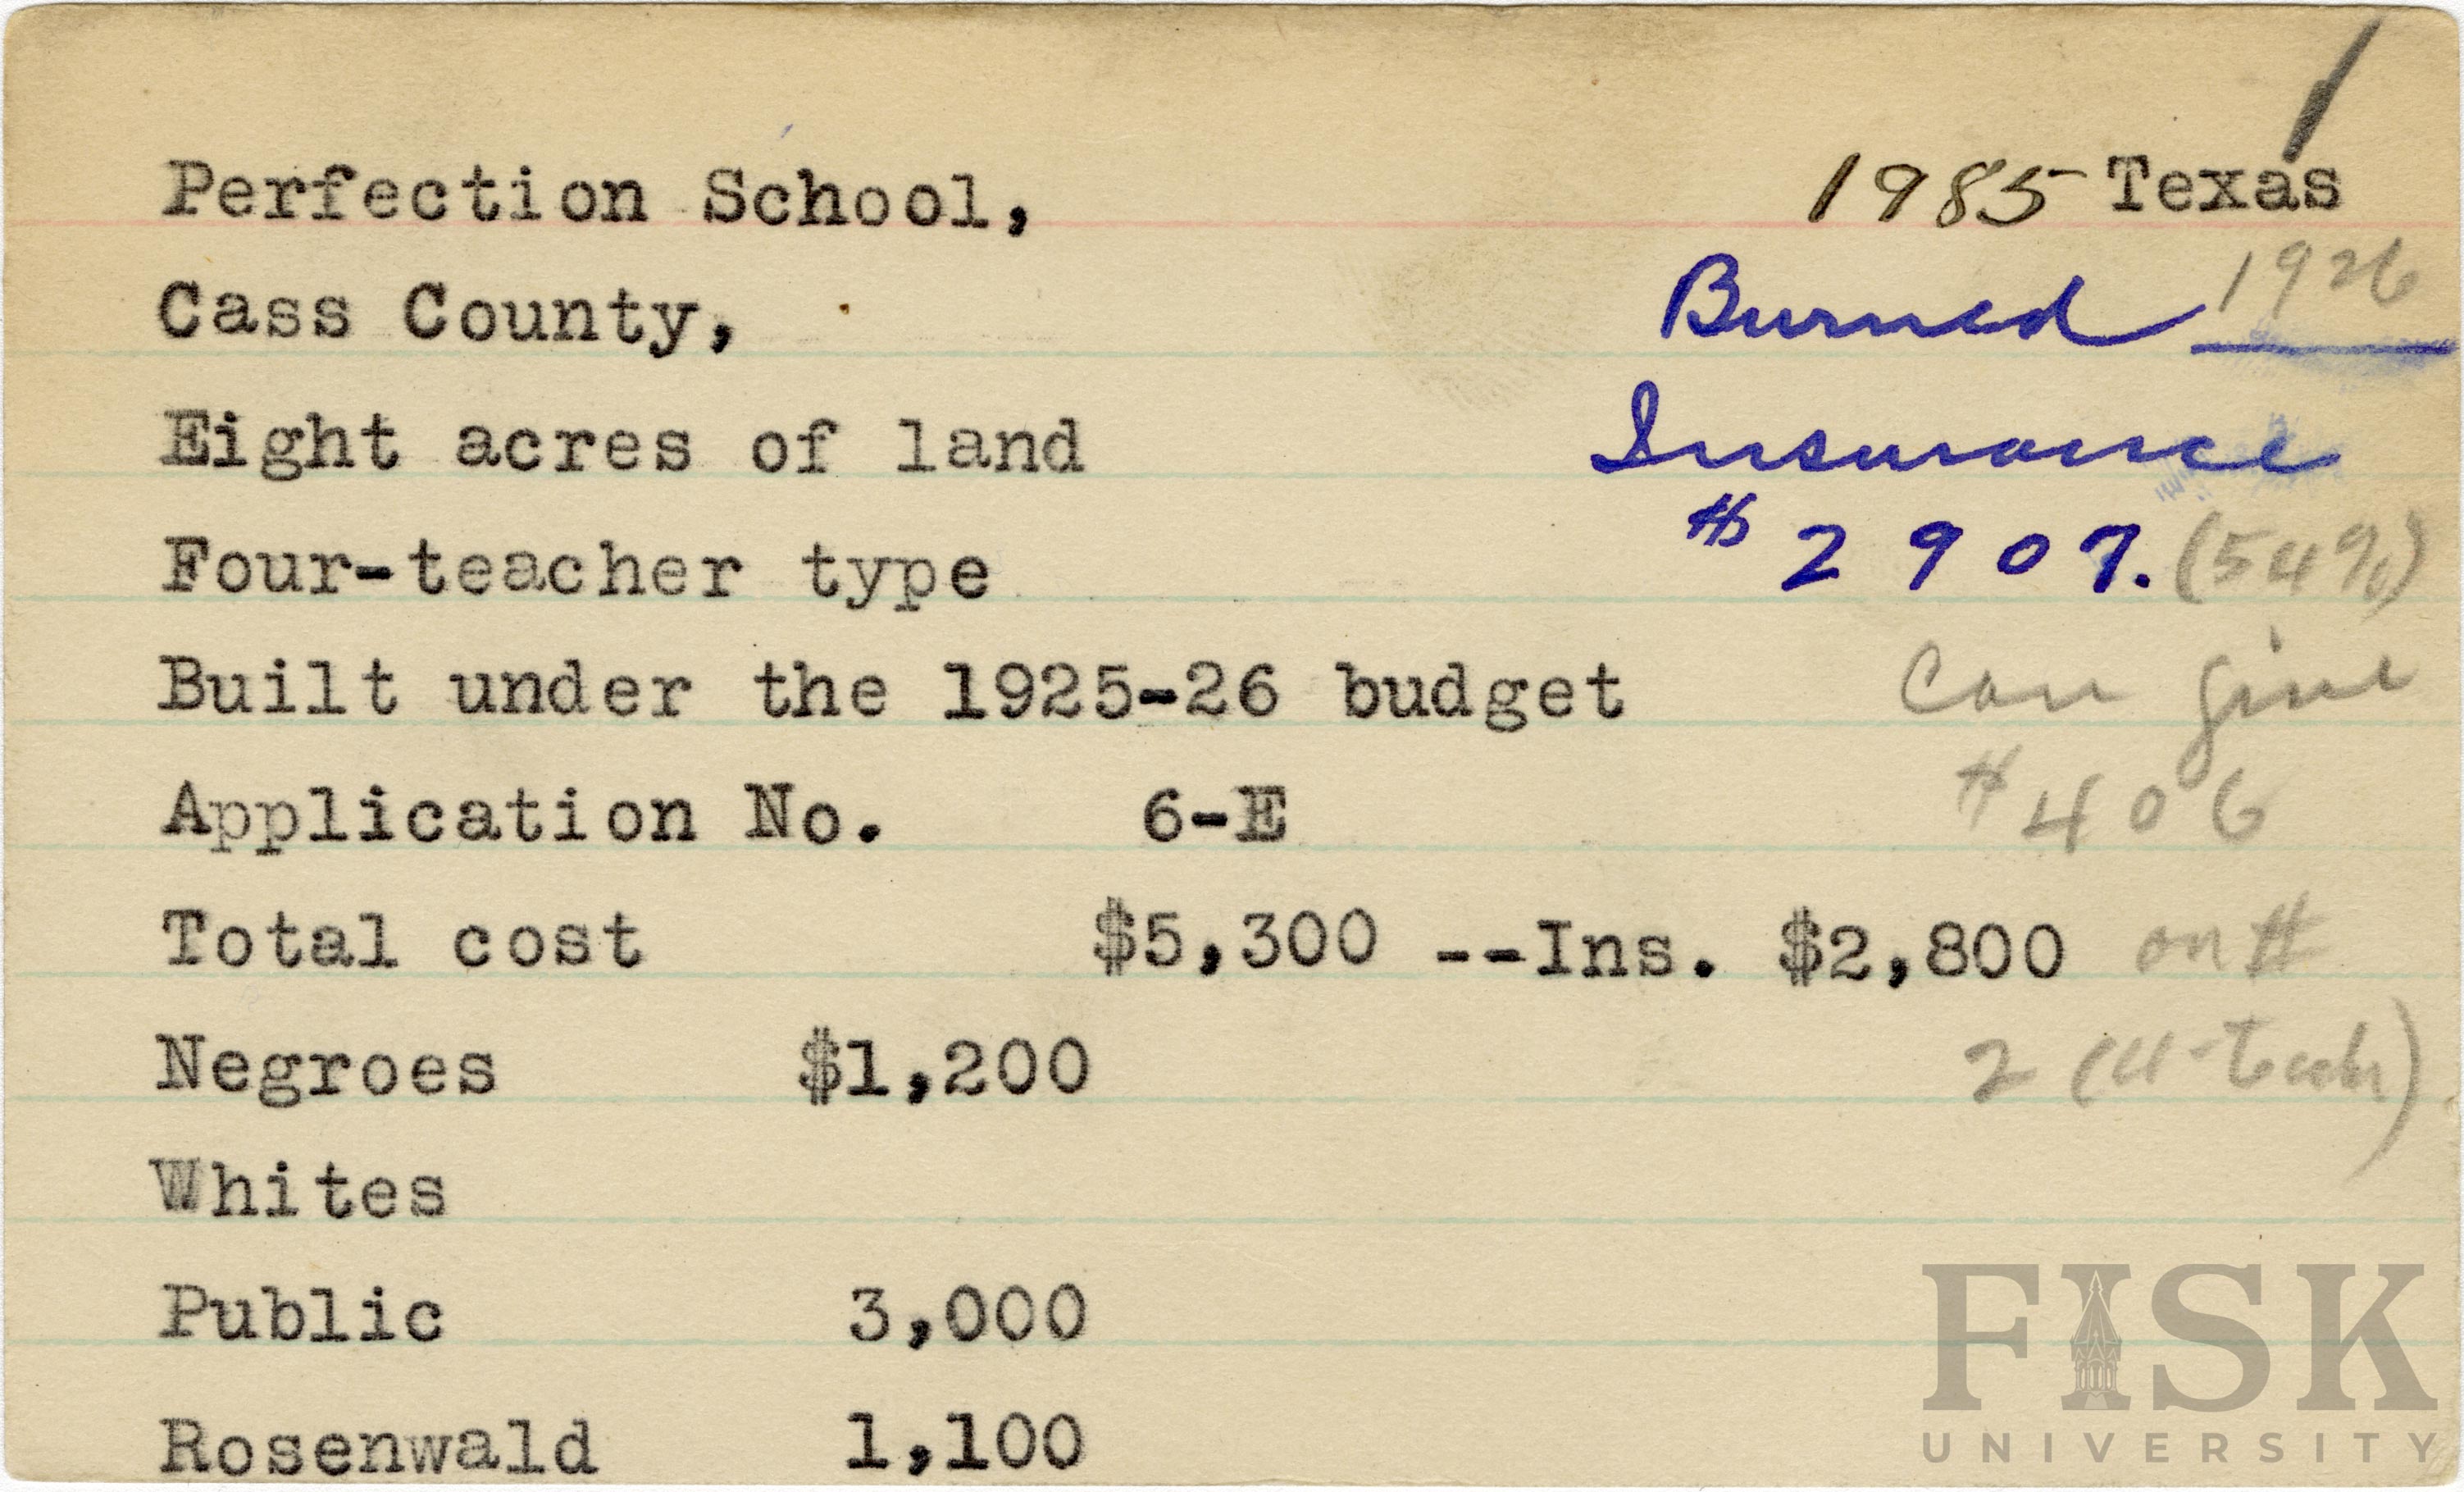 Perfection School, 1985 Texas
Cass County, Burned 1926
Eight acres of land Insurance
Four-teacher type $2907. (54%)
Built under the 1925-26 budget Can give
Application No. 6-E $406
Total cost $5,300 --Ins. $2,800 on #
Negroes $1,200 2 (4-teach)
Whites
Public 3,000
Rosenwald 1,100
FISK
UNIVERSITY